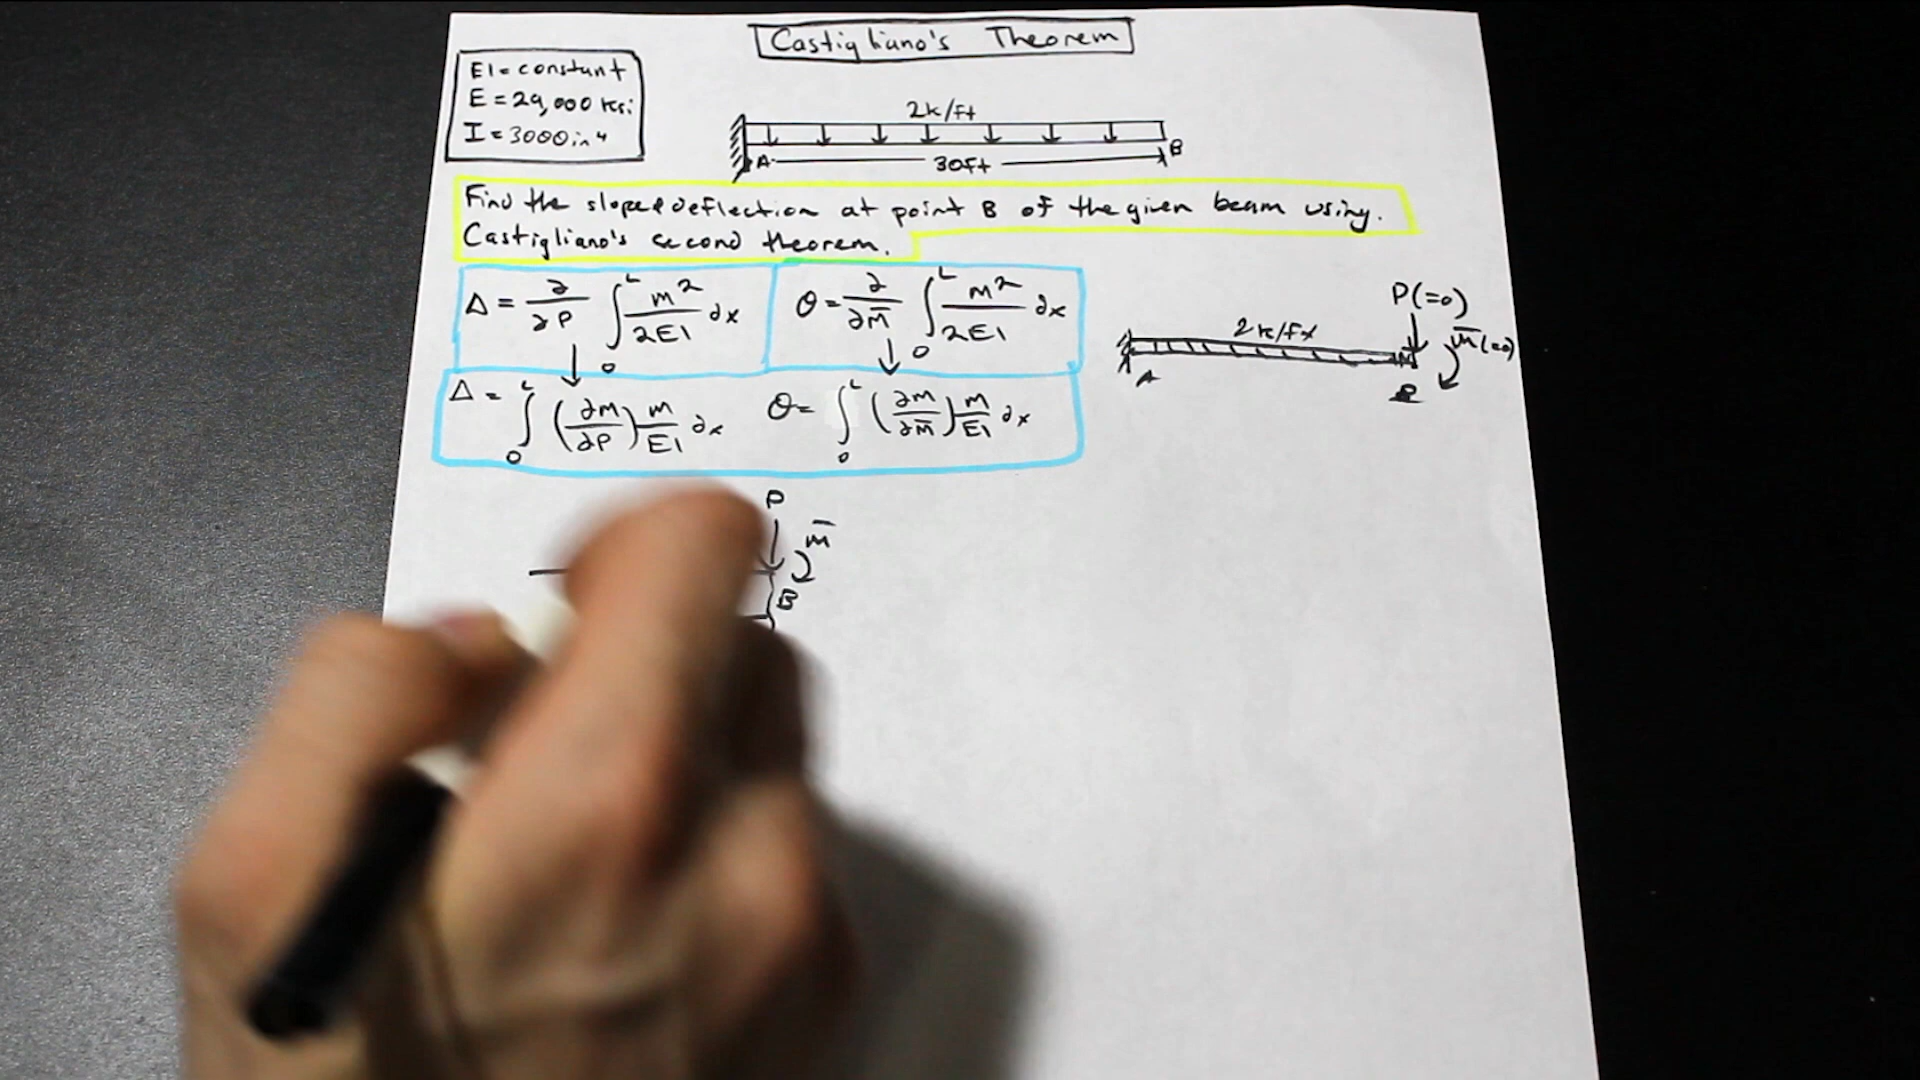 Castigliano's Theorem
EI = constant
E = 29,000 ksi
I = 3000 in⁴
2k/ft
A
30ft
B
Find the slope & deflection at point B of the given beam using.
Castigliano's second theorem.
Δ = ∂/∂P ∫₀ᴸ M²/2EI dx
θ = ∂/∂M̅ ∫₀ᴸ M²/2EI dx
P(=0)
2k/ft
M̅(=0)
A
B
Δ = ∫₀ᴸ (∂M/∂P) M/EI dx
θ = ∫₀ᴸ (∂M/∂M̅) M/EI dx
P
M̅
B